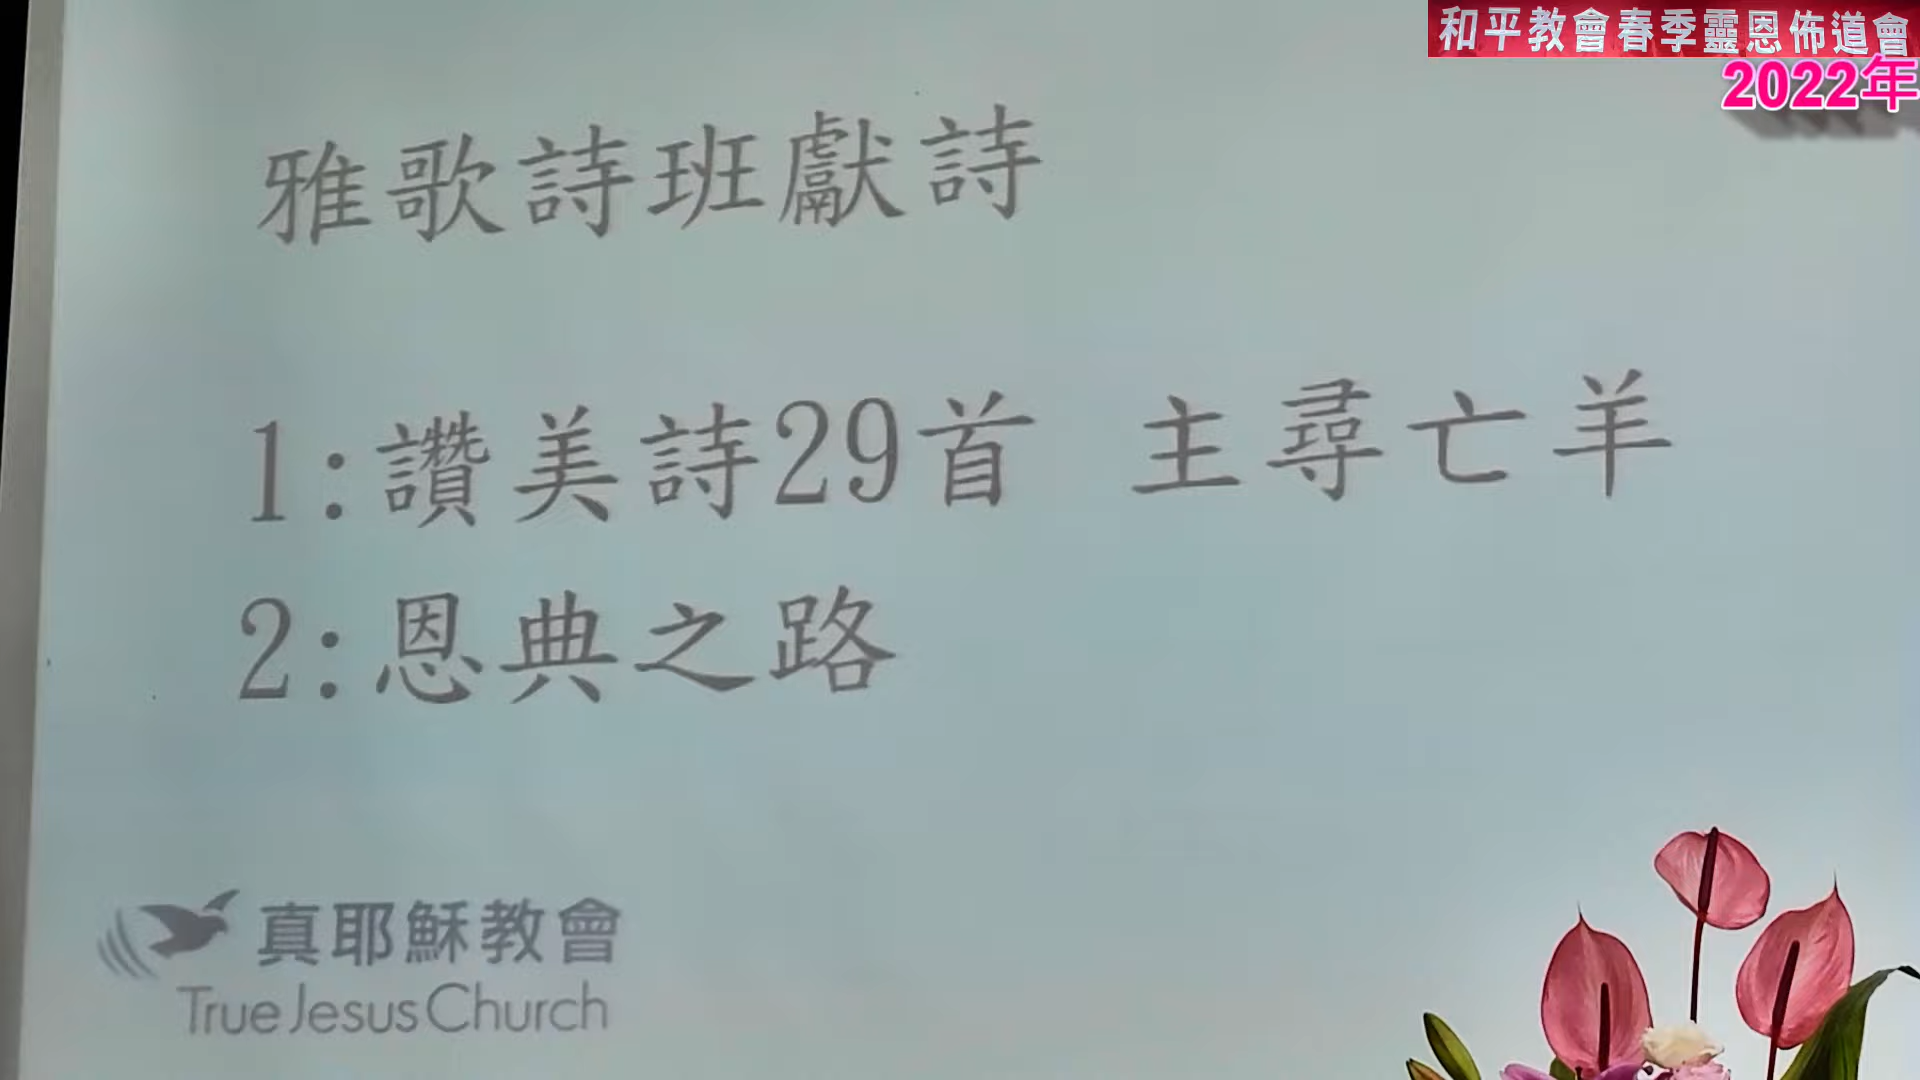 和平教會春季靈恩佈道會
2022年
雅歌詩班獻詩
1:讚美詩29首 主尋亡羊
2:恩典之路
真耶穌教會
True Jesus Church